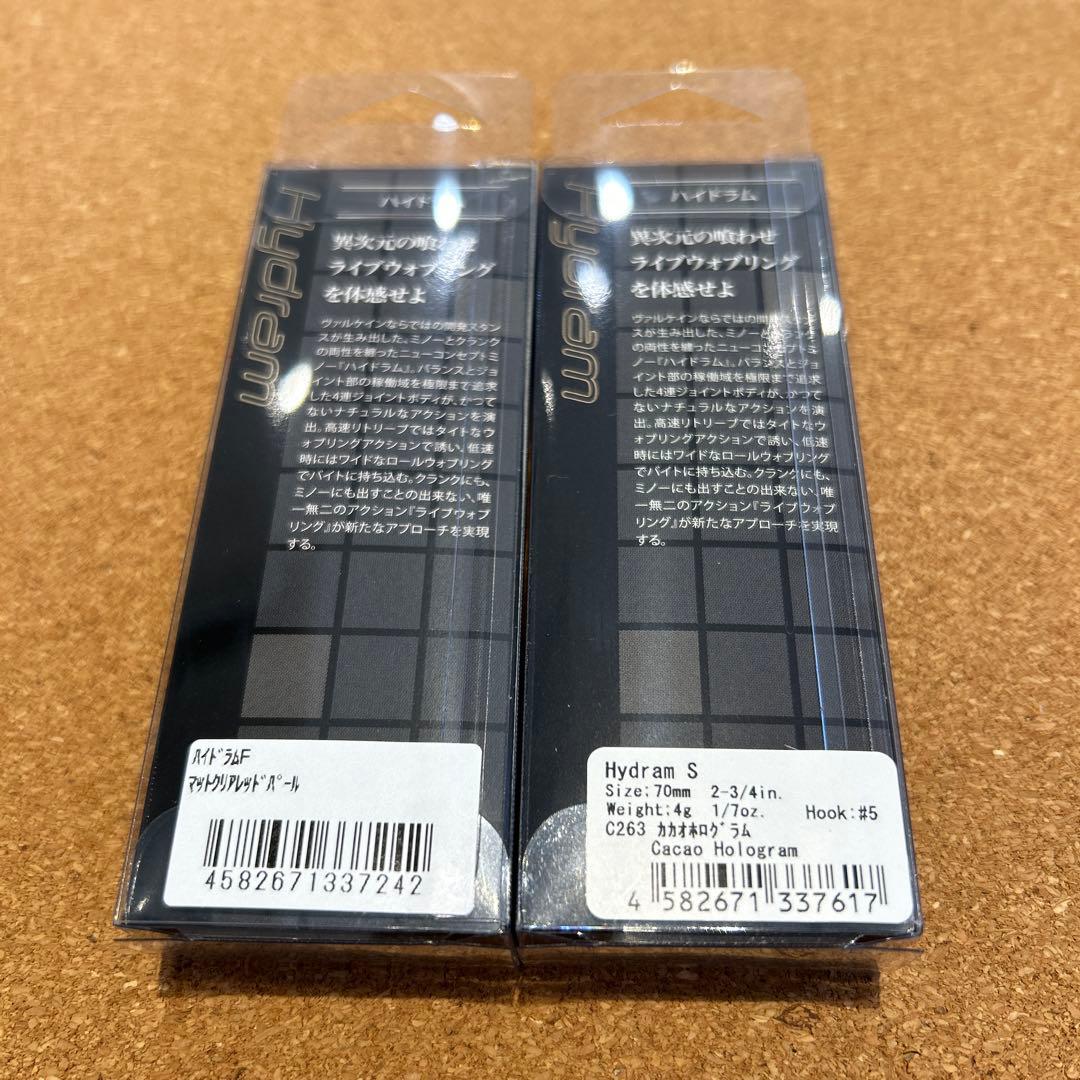 Hydram
ハイドラム
異次元の喰わせ
ライブウォブリング
を体感せよ
ヴァルケインならではの開発スタン
スが生み出した、ミノーとクランク
の両性を纏ったニューコンセプトミ
ノー『ハイドラム』。バランスとジョ
イント部の稼働域を極限まで追求
した4連ジョイントボディが、かつて
ないナチュラルなアクションを演
出。高速リトリーブではタイトなウ
ォブリングアクションで誘い、低速
時にはワイドなロールウォブリング
でバイトに持ち込む。クランクにも、
ミノーにも出すことの出来ない、唯
一無二のアクション『ライブウォブ
リング』が新たなアプローチを実現
する。
ﾊｲﾄﾞﾗﾑF
ﾏｯﾄｸﾘｱﾚｯﾄﾞﾊﾟｰﾙ
4582671337242
Hydram
ハイドラム
異次元の喰わせ
ライブウォブリング
を体感せよ
ヴァルケインならではの開発スタン
スが生み出した、ミノーとクランク
の両性を纏ったニューコンセプトミ
ノー『ハイドラム』。バランスとジョ
イント部の稼働域を極限まで追求
した4連ジョイントボディが、かつて
ないナチュラルなアクションを演
出。高速リトリーブではタイトなウ
ォブリングアクションで誘い、低速
時にはワイドなロールウォブリング
でバイトに持ち込む。クランクにも、
ミノーにも出すことの出来ない、唯
一無二のアクション『ライブウォブ
リング』が新たなアプローチを実現
する。
Hydram S
Size;70mm 2-3/4in.
Weight;4g 1/7oz. Hook:#5
C263 ｶｶｵﾎﾛｸﾞﾗﾑ
Cacao Hologram
4 582671 337617